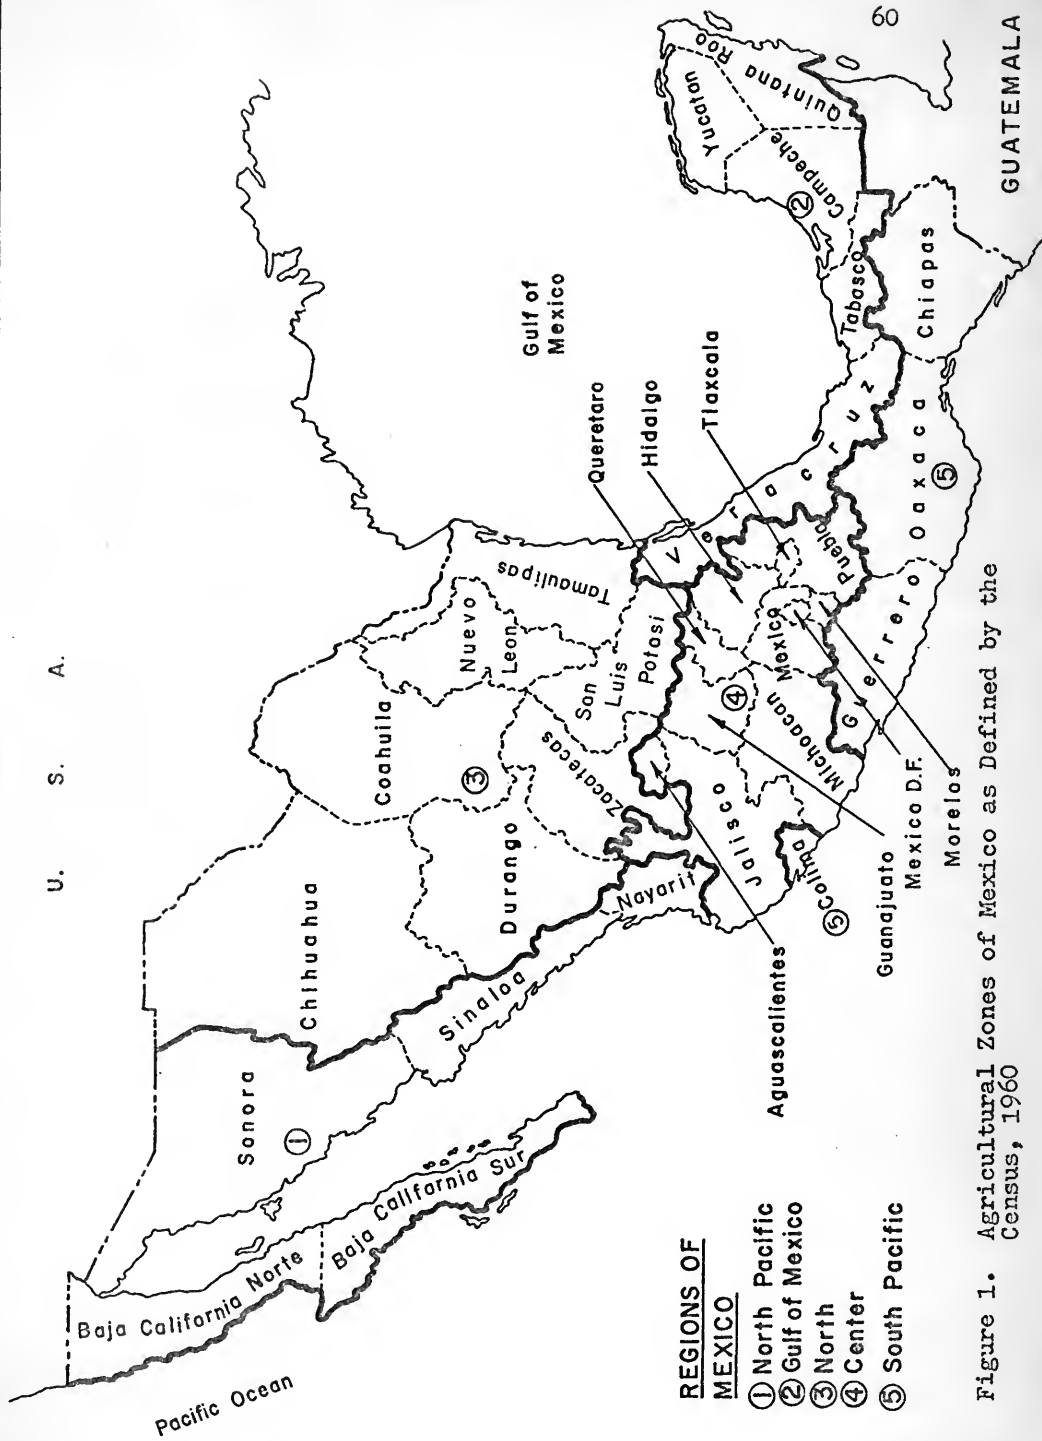 60
U. S. A.
GUATEMALA
Gulf of
Mexico
Pacific Ocean
Baja California Norte
Baja California Sur
Sonora
①
Chihuahua
Sinaloa
Coahuila
③
Durango
Nuevo
Leon
Tamaulipas
Zacatecas
San
Luis
Potasi
Nayarit
Jalisco
⑤ Colima
④
Michoacan
Mexico
Queretaro
Hidalgo
Tlaxcala
Veracruz
Puebla
Guerrero
Oaxaca
⑤
Tabasco
Chiapas
Campeche
②
Yucatan
Quintana Roo
Aguascalientes
Guanajuato
Mexico D.F.
Morelos
REGIONS OF
MEXICO
① North Pacific
② Gulf of Mexico
③ North
④ Center
⑤ South Pacific
Figure 1. Agricultural Zones of Mexico as Defined by the
Census, 1960